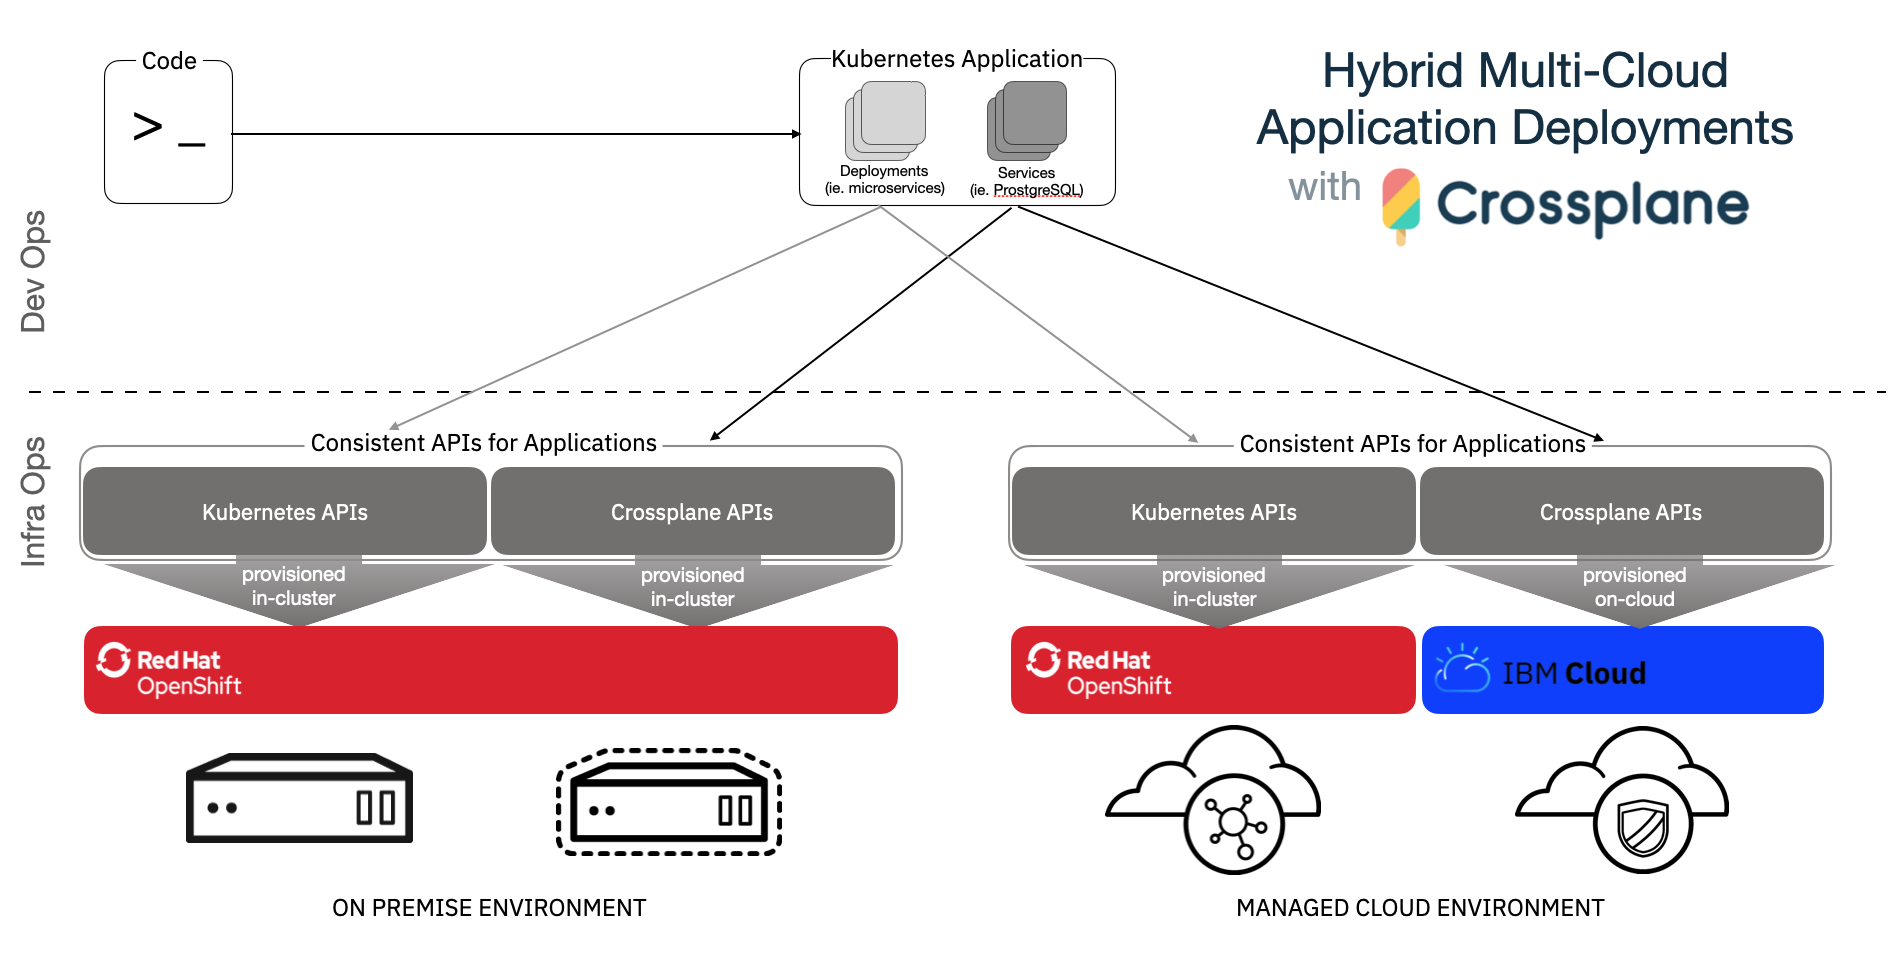 Code
>_
Kubernetes Application
Deployments
(ie. microservices)
Services
(ie. ProstgreSQL)
Hybrid Multi-Cloud
Application Deployments
with Crossplane
Dev Ops
Infra Ops
Consistent APIs for Applications
Kubernetes APIs
Crossplane APIs
provisioned
in-cluster
provisioned
in-cluster
Red Hat
OpenShift
ON PREMISE ENVIRONMENT
Consistent APIs for Applications
Kubernetes APIs
Crossplane APIs
provisioned
in-cluster
provisioned
on-cloud
Red Hat
OpenShift
IBM Cloud
MANAGED CLOUD ENVIRONMENT